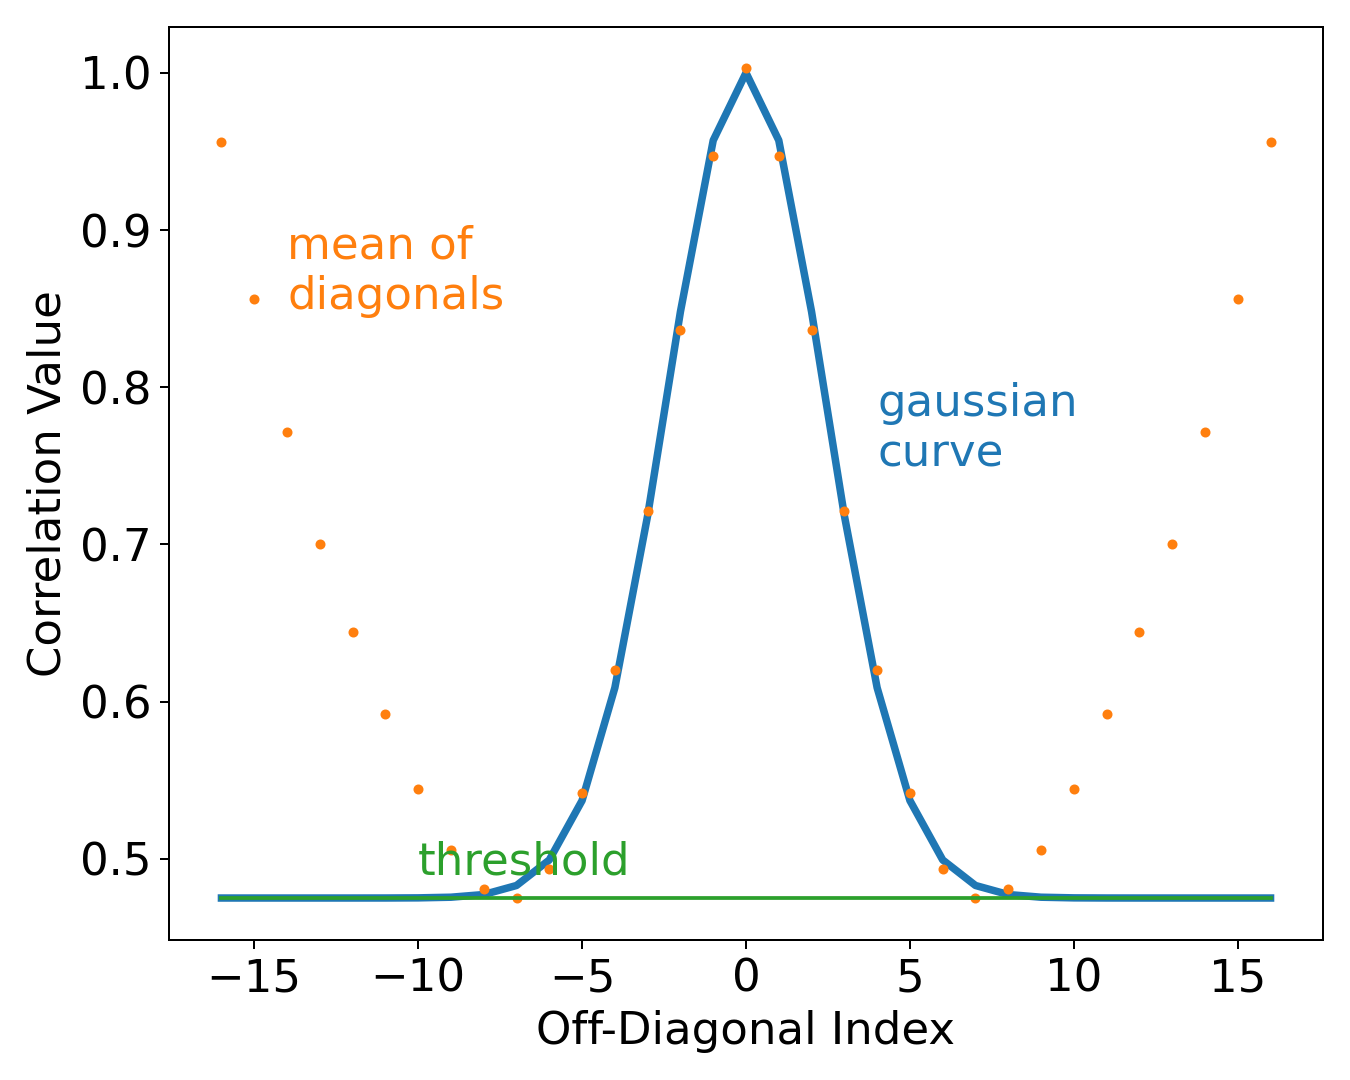 1.0
0.9
0.8
0.7
0.6
0.5
Correlation Value
mean of
diagonals
gaussian
curve
threshold
−15 −10 −5 0 5 10 15
Off-Diagonal Index